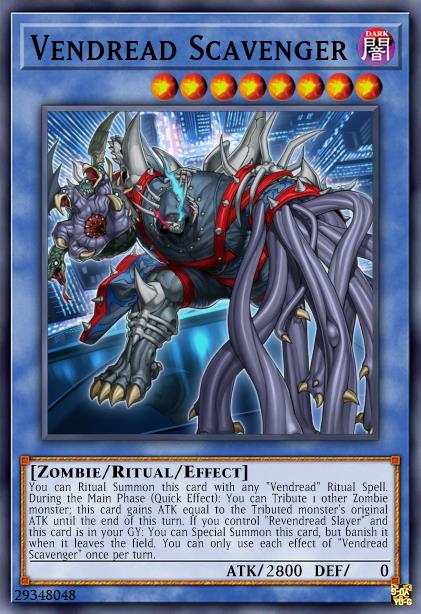 VENDREAD SCAVENGER
DARK
闇
[ZOMBIE/RITUAL/EFFECT]
You can Ritual Summon this card with any "Vendread" Ritual Spell.
During the Main Phase (Quick Effect): You can Tribute 1 other Zombie
monster; this card gains ATK equal to the Tributed monster's original
ATK until the end of this turn. If you control "Revendread Slayer" and
this card is in your GY: You can Special Summon this card, but banish it
when it leaves the field. You can only use each effect of "Vendread
Scavenger" once per turn.
ATK/2800 DEF/ 0
29348048